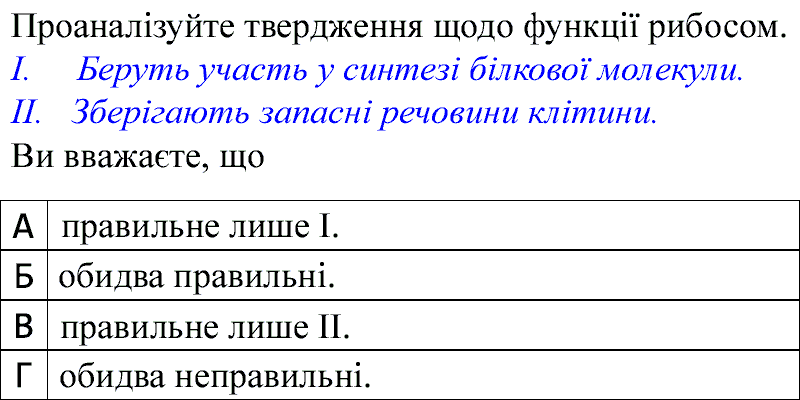 Проаналізуйте твердження щодо функції рибосом.
I. Беруть участь у синтезі білкової молекули.
II. Зберігають запасні речовини клітини.
Ви вважаєте, що
А правильне лише I.
Б обидва правильні.
В правильне лише II.
Г обидва неправильні.